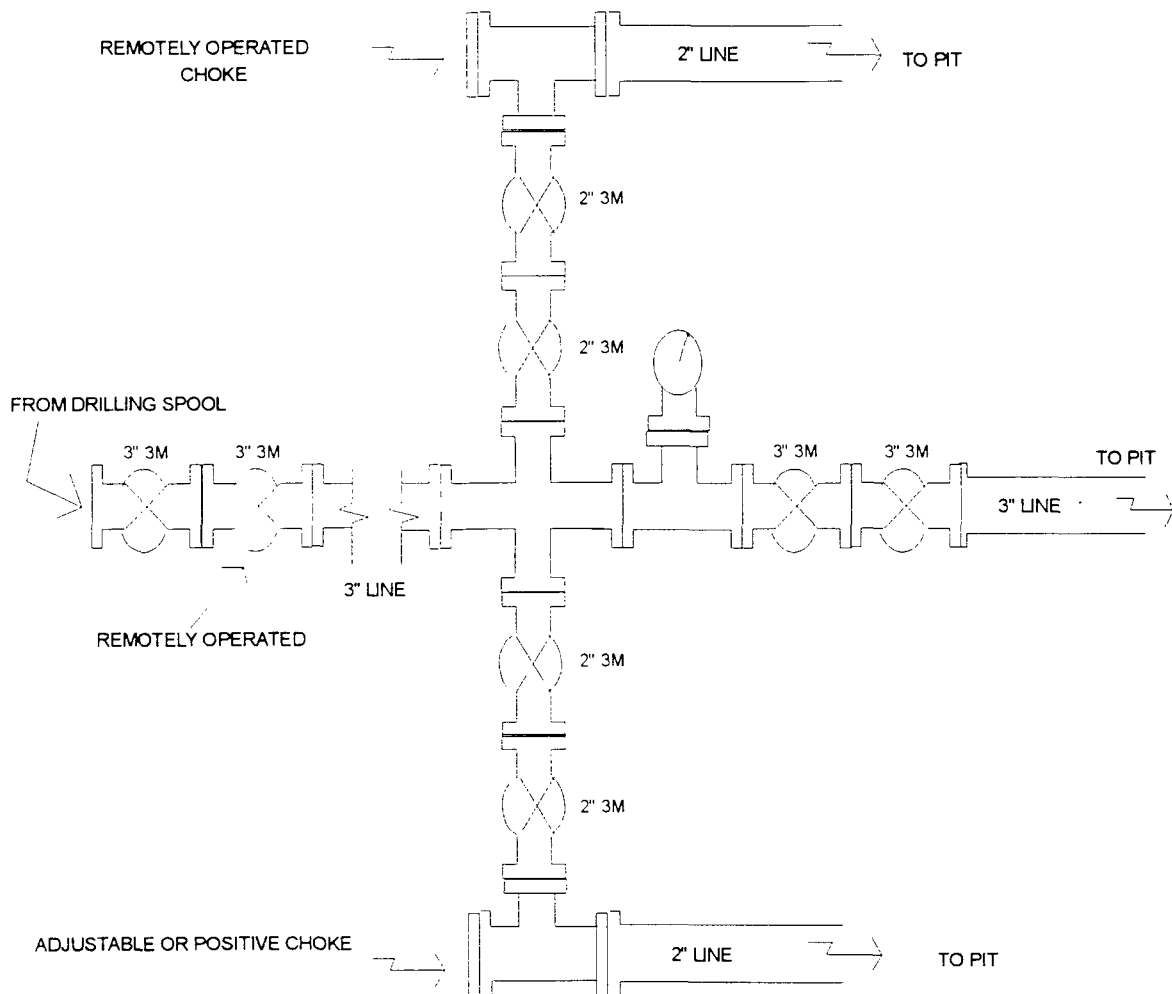 REMOTELY OPERATED
CHOKE
2" LINE
TO PIT
2" 3M
2" 3M
FROM DRILLING SPOOL
3" 3M
3" 3M
3" 3M
3" 3M
TO PIT
3" LINE
3" LINE
REMOTELY OPERATED
2" 3M
2" 3M
ADJUSTABLE OR POSITIVE CHOKE
2" LINE
TO PIT